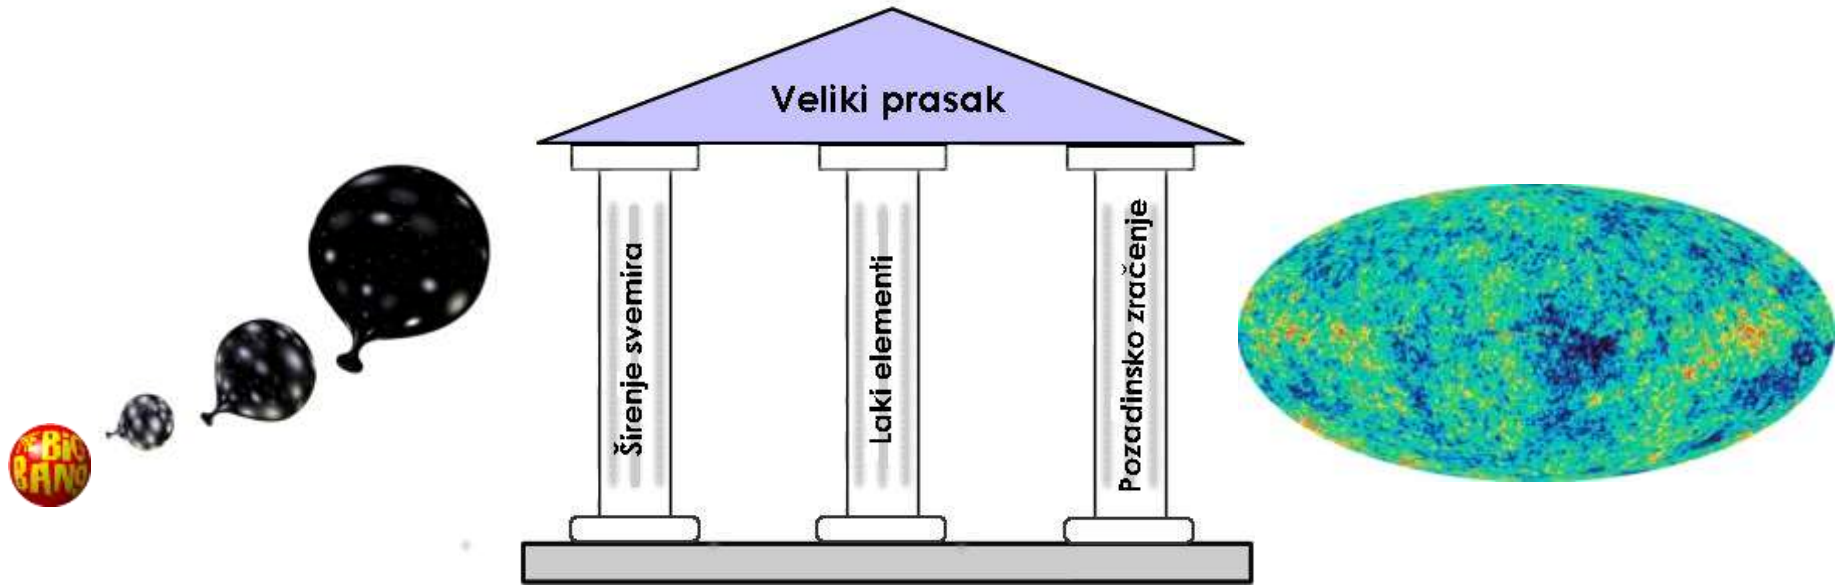 Veliki prasak
THE BIG
BANG
Širenje svemira
Laki elementi
Pozadinsko zračenje